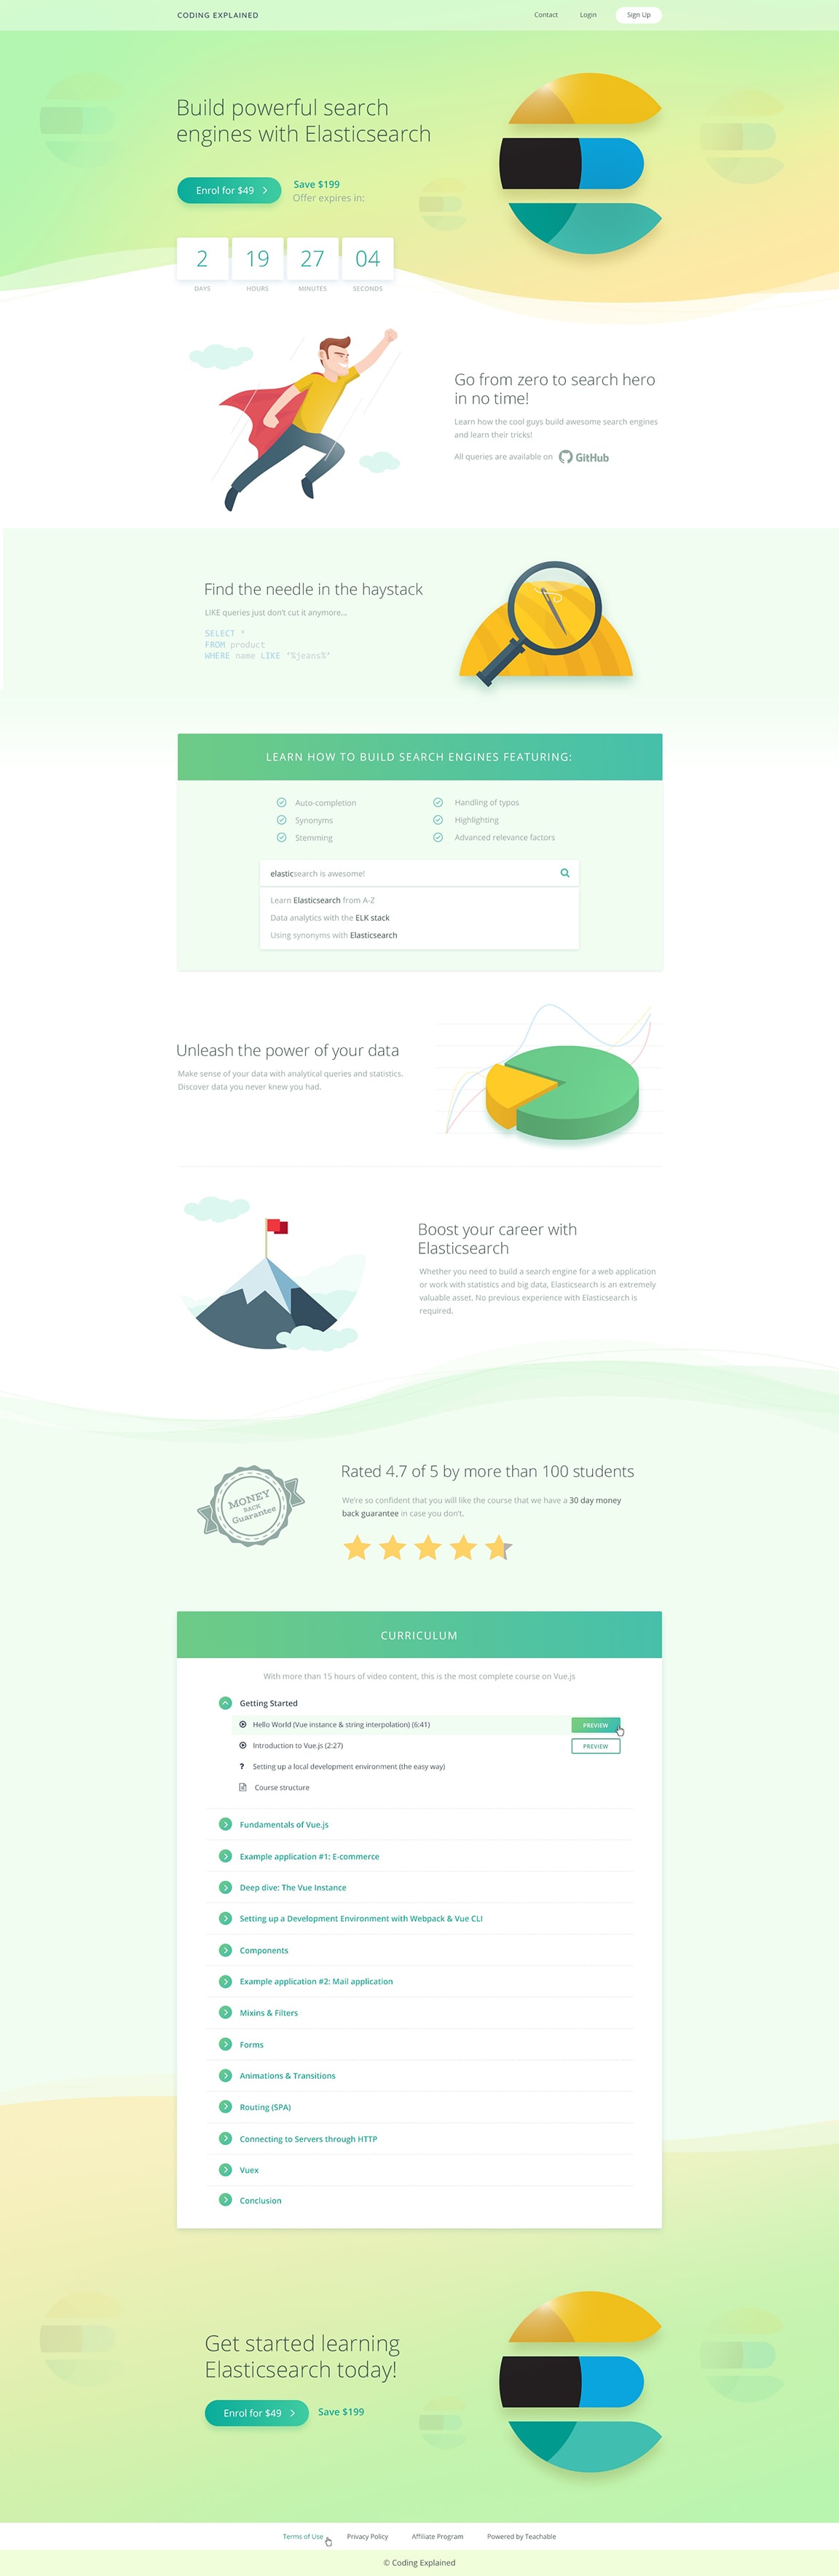 CODING EXPLAINED
Contact
Login
Sign Up
Build powerful search
engines with Elasticsearch
Enrol for $49
Save $199
Offer expires in:
2
19
27
04
DAYS
HOURS
MINUTES
SECONDS
Go from zero to search hero
in no time!
Learn how the cool guys build awesome search engines
and learn their tricks!
All queries are available on GitHub
Find the needle in the haystack
LIKE queries just don't cut it anymore...
SELECT *
FROM product
WHERE name LIKE '%jeans%'
LEARN HOW TO BUILD SEARCH ENGINES FEATURING:
Auto-completion
Handling of typos
Synonyms
Highlighting
Stemming
Advanced relevance factors
elasticsearch is awesome!
Learn Elasticsearch from A-Z
Data analytics with the ELK stack
Using synonyms with Elasticsearch
Unleash the power of your data
Make sense of your data with analytical queries and statistics.
Discover data you never knew you had.
Boost your career with
Elasticsearch
Whether you need to build a search engine for a web application
or work with statistics and big data, Elasticsearch is an extremely
valuable asset. No previous experience with Elasticsearch is
required.
MONEY
BACK
Guarantee
Rated 4.7 of 5 by more than 100 students
We're so confident that you will like the course that we have a 30 day money
back guarantee in case you don't.
CURRICULUM
With more than 15 hours of video content, this is the most complete course on Vue.js
Getting Started
Hello World (Vue instance & string interpolation) (6:41)
PREVIEW
Introduction to Vue.js (2:27)
PREVIEW
? Setting up a local development environment (the easy way)
Course structure
Fundamentals of Vue.js
Example application #1: E-commerce
Deep dive: The Vue Instance
Setting up a Development Environment with Webpack & Vue CLI
Components
Example application #2: Mail application
Mixins & Filters
Forms
Animations & Transitions
Routing (SPA)
Connecting to Servers through HTTP
Vuex
Conclusion
Get started learning
Elasticsearch today!
Enrol for $49
Save $199
Terms of Use
Privacy Policy
Affiliate Program
Powered by Teachable
© Coding Explained